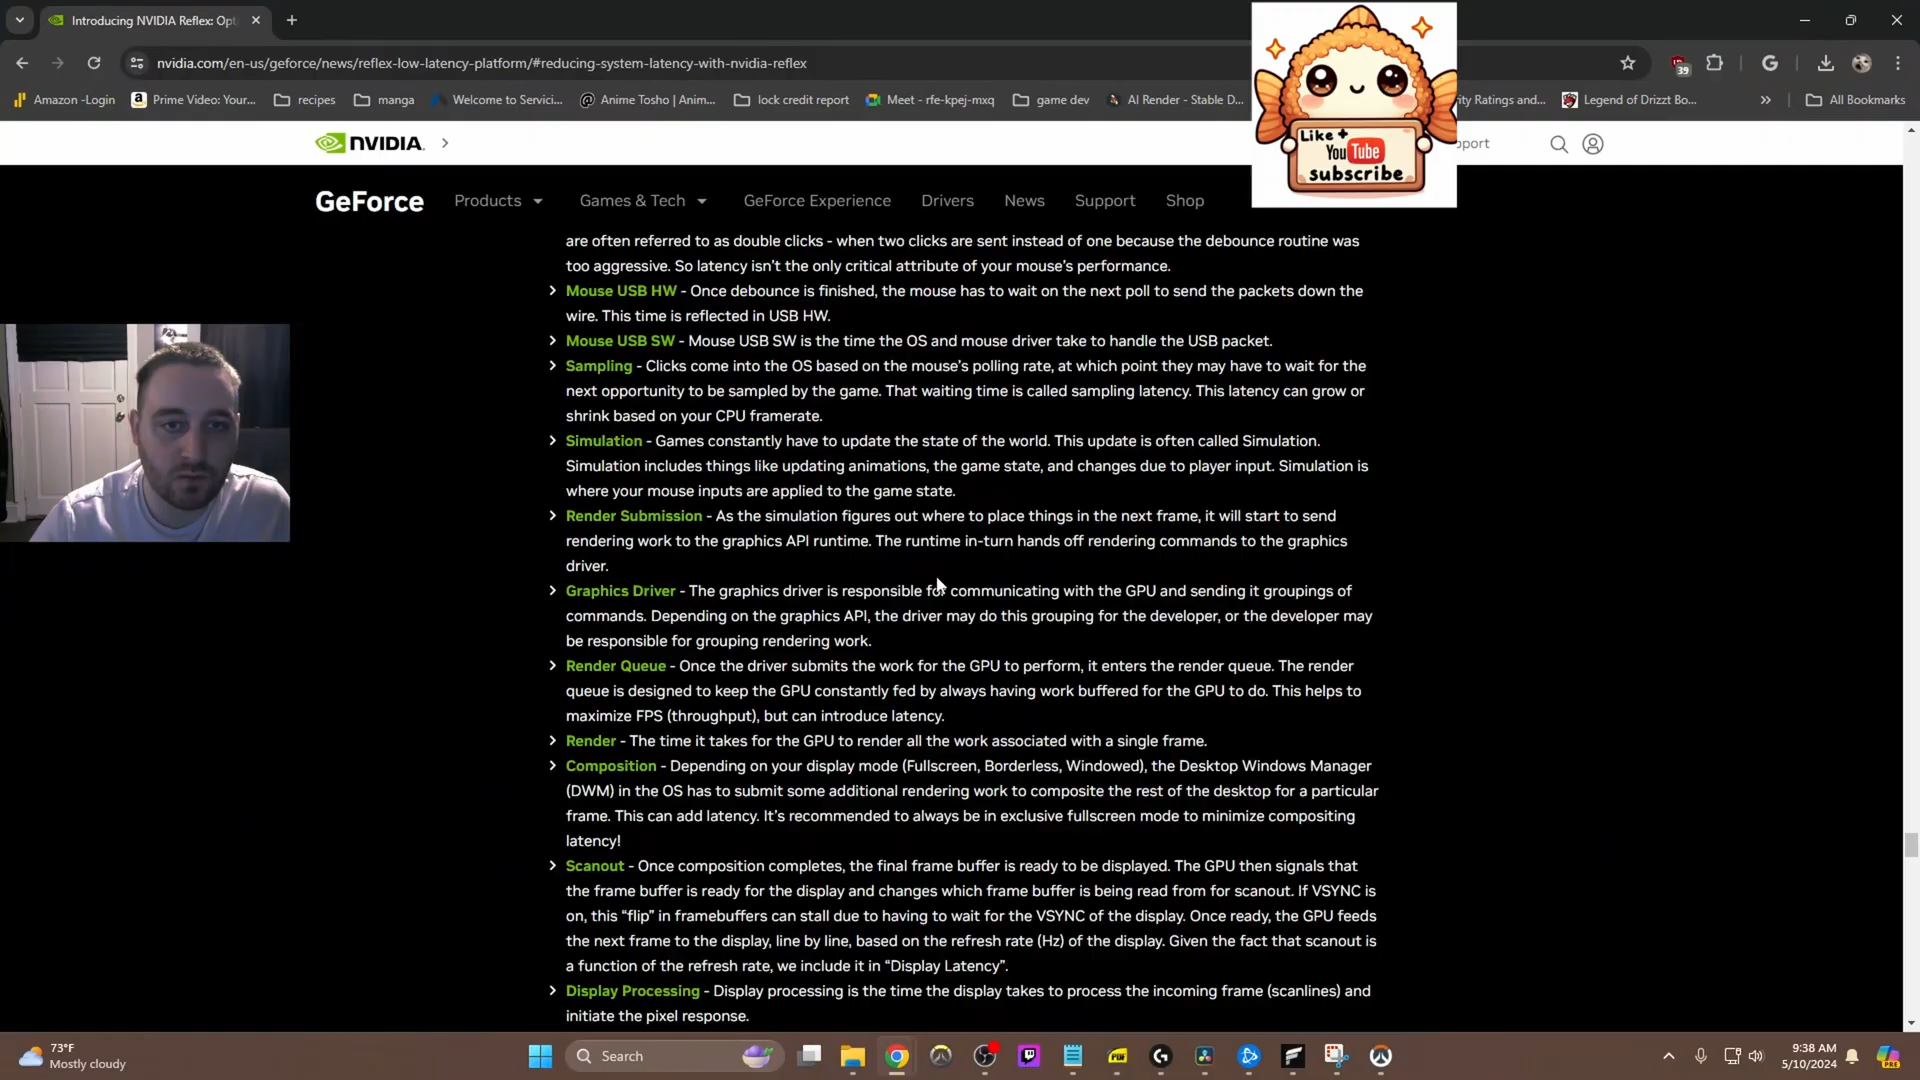 Introducing NVIDIA Reflex: Opt
nvidia.com/en-us/geforce/news/reflex-low-latency-platform/#reducing-system-latency-with-nvidia-reflex
39
Amazon -Login
Prime Video: Your...
recipes
manga
Welcome to Servici...
Anime Tosho | Anim...
lock credit report
Meet - rfe-kpej-mxq
game dev
AI Render - Stable D...
ity Ratings and...
Legend of Drizzt Bo...
All Bookmarks
Like +
YouTube
subscribe
NVIDIA
pport
GeForce
Products
Games & Tech
GeForce Experience
Drivers
News
Support
Shop
are often referred to as double clicks - when two clicks are sent instead of one because the debounce routine was
too aggressive. So latency isn’t the only critical attribute of your mouse’s performance.
Mouse USB HW - Once debounce is finished, the mouse has to wait on the next poll to send the packets down the
wire. This time is reflected in USB HW.
Mouse USB SW - Mouse USB SW is the time the OS and mouse driver take to handle the USB packet.
Sampling - Clicks come into the OS based on the mouse’s polling rate, at which point they may have to wait for the
next opportunity to be sampled by the game. That waiting time is called sampling latency. This latency can grow or
shrink based on your CPU framerate.
Simulation - Games constantly have to update the state of the world. This update is often called Simulation.
Simulation includes things like updating animations, the game state, and changes due to player input. Simulation is
where your mouse inputs are applied to the game state.
Render Submission - As the simulation figures out where to place things in the next frame, it will start to send
rendering work to the graphics API runtime. The runtime in-turn hands off rendering commands to the graphics
driver.
Graphics Driver - The graphics driver is responsible for communicating with the GPU and sending it groupings of
commands. Depending on the graphics API, the driver may do this grouping for the developer, or the developer may
be responsible for grouping rendering work.
Render Queue - Once the driver submits the work for the GPU to perform, it enters the render queue. The render
queue is designed to keep the GPU constantly fed by always having work buffered for the GPU to do. This helps to
maximize FPS (throughput), but can introduce latency.
Render - The time it takes for the GPU to render all the work associated with a single frame.
Composition - Depending on your display mode (Fullscreen, Borderless, Windowed), the Desktop Windows Manager
(DWM) in the OS has to submit some additional rendering work to composite the rest of the desktop for a particular
frame. This can add latency. It’s recommended to always be in exclusive fullscreen mode to minimize compositing
latency!
Scanout - Once composition completes, the final frame buffer is ready to be displayed. The GPU then signals that
the frame buffer is ready for the display and changes which frame buffer is being read from for scanout. If VSYNC is
on, this “flip” in framebuffers can stall due to having to wait for the VSYNC of the display. Once ready, the GPU feeds
the next frame to the display, line by line, based on the refresh rate (Hz) of the display. Given the fact that scanout is
a function of the refresh rate, we include it in “Display Latency”.
Display Processing - Display processing is the time the display takes to process the incoming frame (scanlines) and
initiate the pixel response.
73°F
Mostly cloudy
Search
9:38 AM
5/10/2024